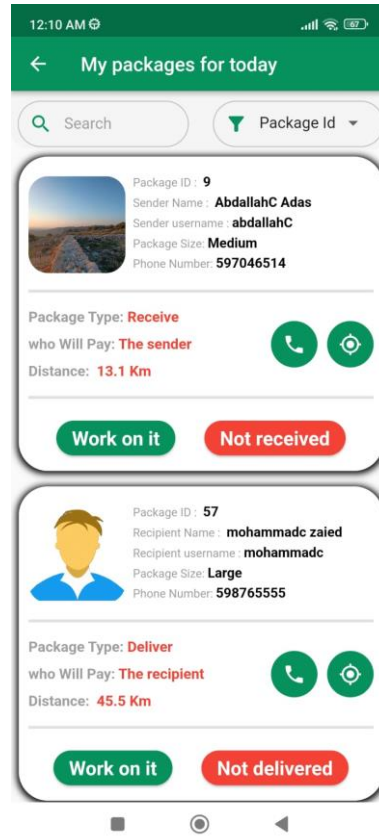 12:10 AM
67
My packages for today
Search
Package Id
Package ID : 9
Sender Name : AbdallahC Adas
Sender username : abdallahC
Package Size: Medium
Phone Number: 597046514
Package Type: Receive
who Will Pay: The sender
Distance: 13.1 Km
Work on it
Not received
Package ID : 57
Recipient Name : mohammadc zaied
Recipient username : mohammadc
Package Size: Large
Phone Number: 598765555
Package Type: Deliver
who Will Pay: The recipient
Distance: 45.5 Km
Work on it
Not delivered